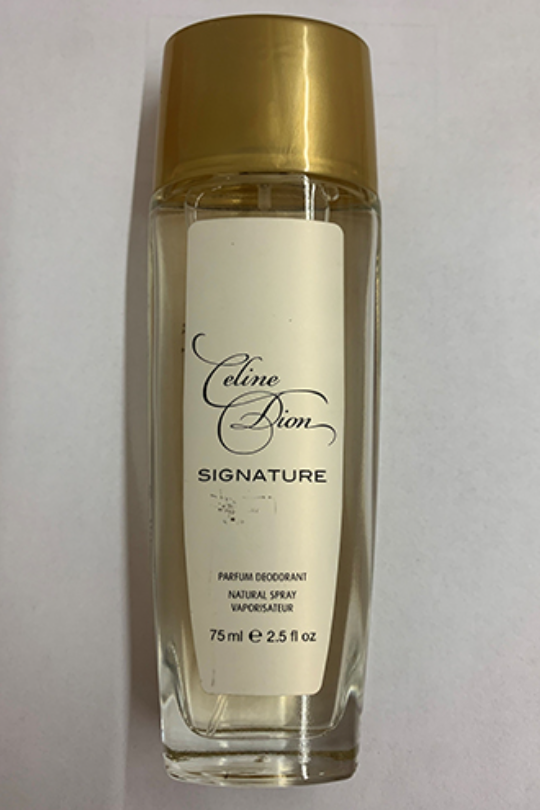 Celine
Dion
SIGNATURE
PARFUM DEODORANT
NATURAL SPRAY
VAPORISATEUR
75 ml ℮ 2.5 fl oz